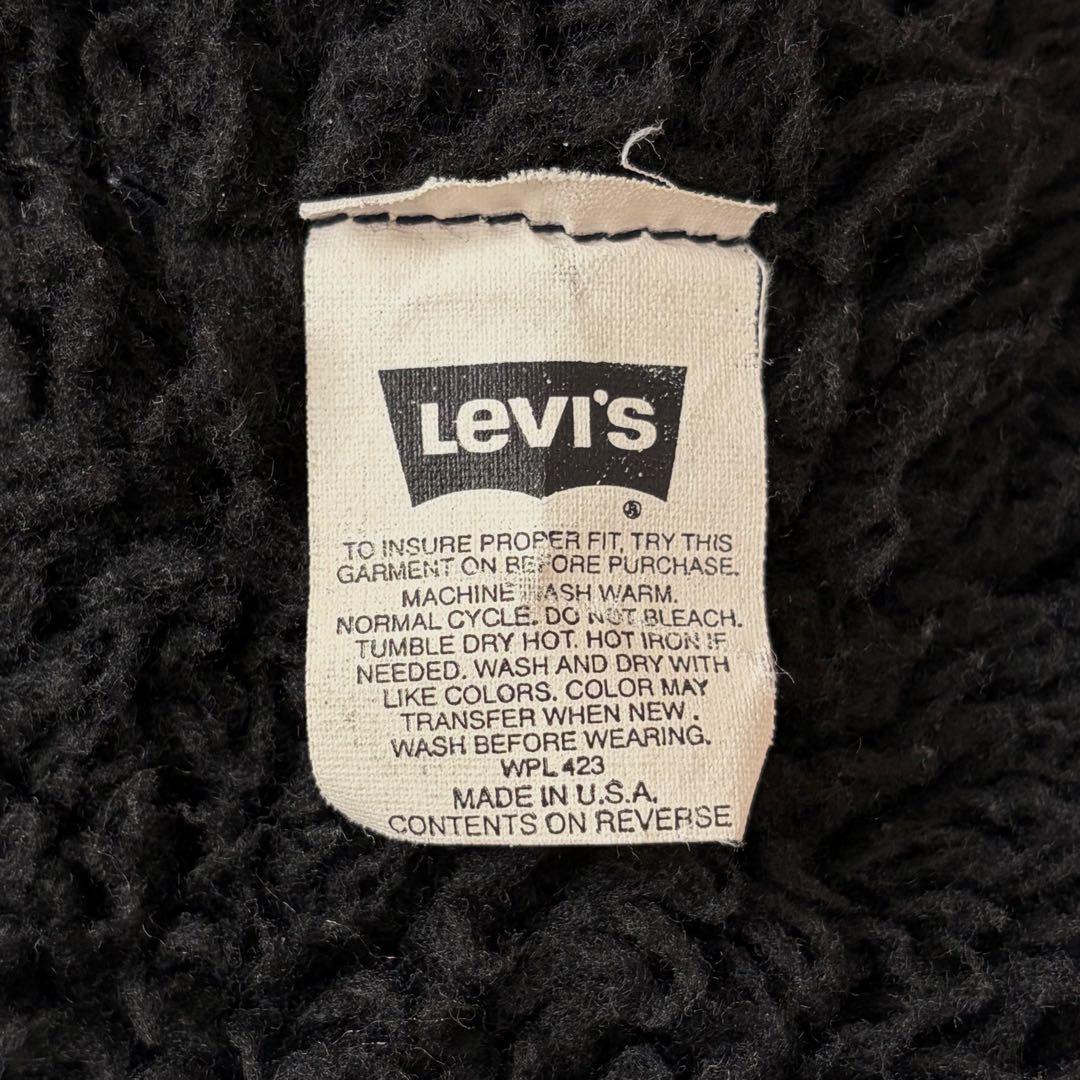 LEVI'S
®
TO INSURE PROPER FIT, TRY THIS
GARMENT ON BEFORE PURCHASE.
MACHINE WASH WARM.
NORMAL CYCLE. DO NOT BLEACH.
TUMBLE DRY HOT. HOT IRON IF
NEEDED. WASH AND DRY WITH
LIKE COLORS. COLOR MAY
TRANSFER WHEN NEW.
WASH BEFORE WEARING.
WPL 423
MADE IN U.S.A.
CONTENTS ON REVERSE